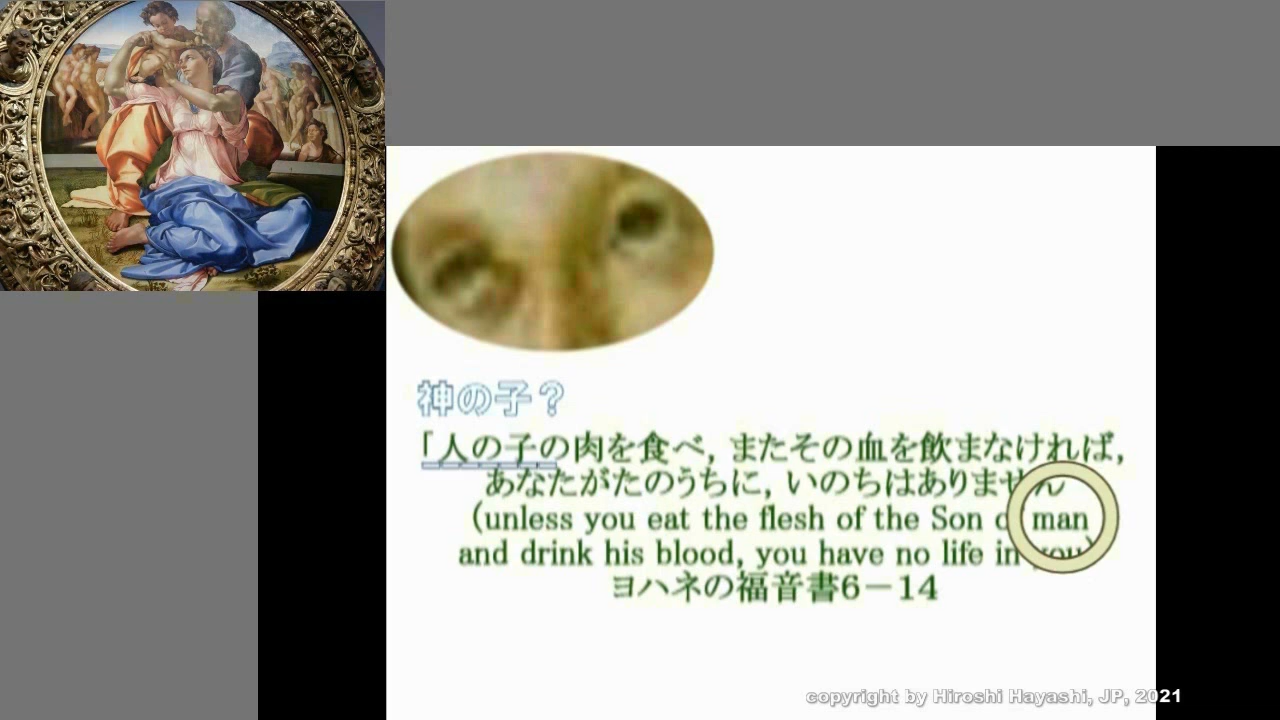 神の子？
「人の子の肉を食べ，またその血を飲まなければ，
あなたがたのうちに，いのちはありません
(unless you eat the flesh of the Son of man
and drink his blood, you have no life in you)
ヨハネの福音書6－14
copyright by Hiroshi Hayashi, JP, 2021